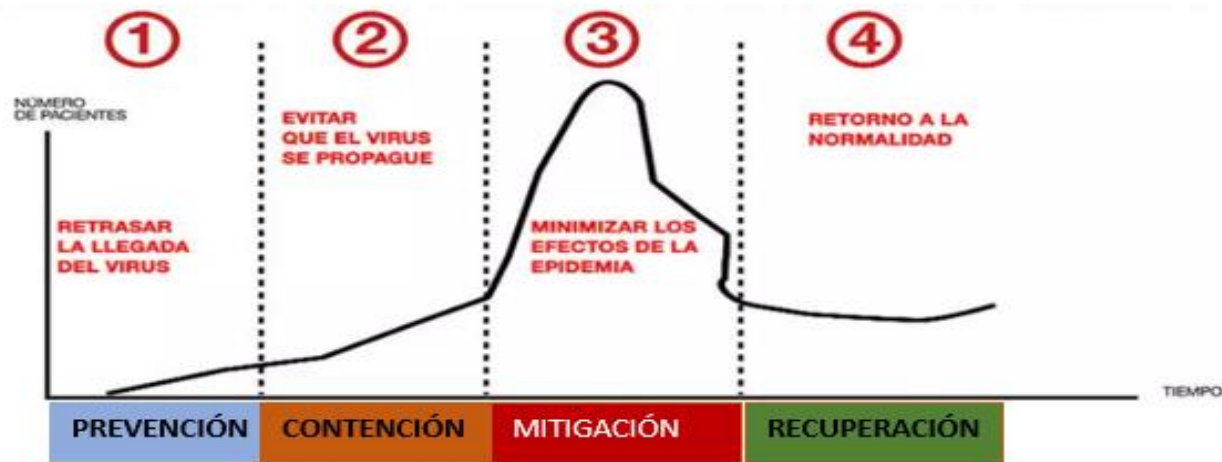 1
2
3
4
NÚMERO
DE PACIENTES
EVITAR
QUE EL VIRUS
SE PROPAGUE
RETORNO A LA
NORMALIDAD
RETRASAR
LA LLEGADA
DEL VIRUS
MINIMIZAR LOS
EFECTOS DE LA
EPIDEMIA
TIEMPO
PREVENCIÓN
CONTENCIÓN
MITIGACIÓN
RECUPERACIÓN